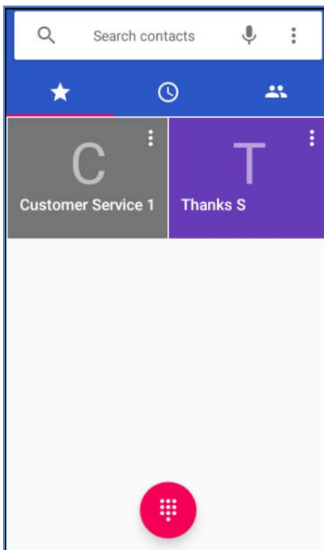 Search contacts
C
T
Customer Service 1
Thanks S